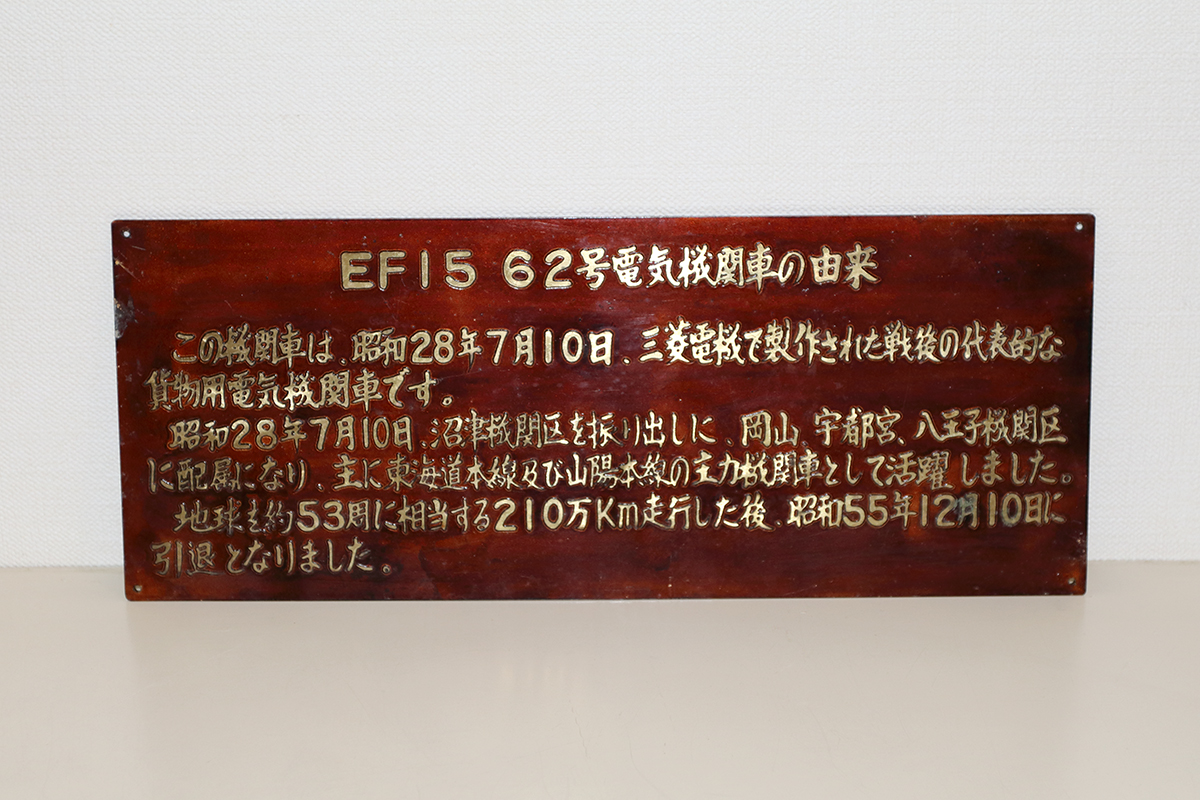 EF15 62号電気機関車の由来
この機関車は、昭和28年7月10日、三菱電機で製作された戦後の代表的な
貨物用電気機関車です。
昭和28年7月10日、沼津機関区を振り出しに、岡山、宇都宮、八王子機関区
に配属になり、主に東海道本線及び山陽本線の主力機関車として活躍しました。
地球を約53周に相当する210万Km走行した後、昭和55年12月10日に
引退となりました。